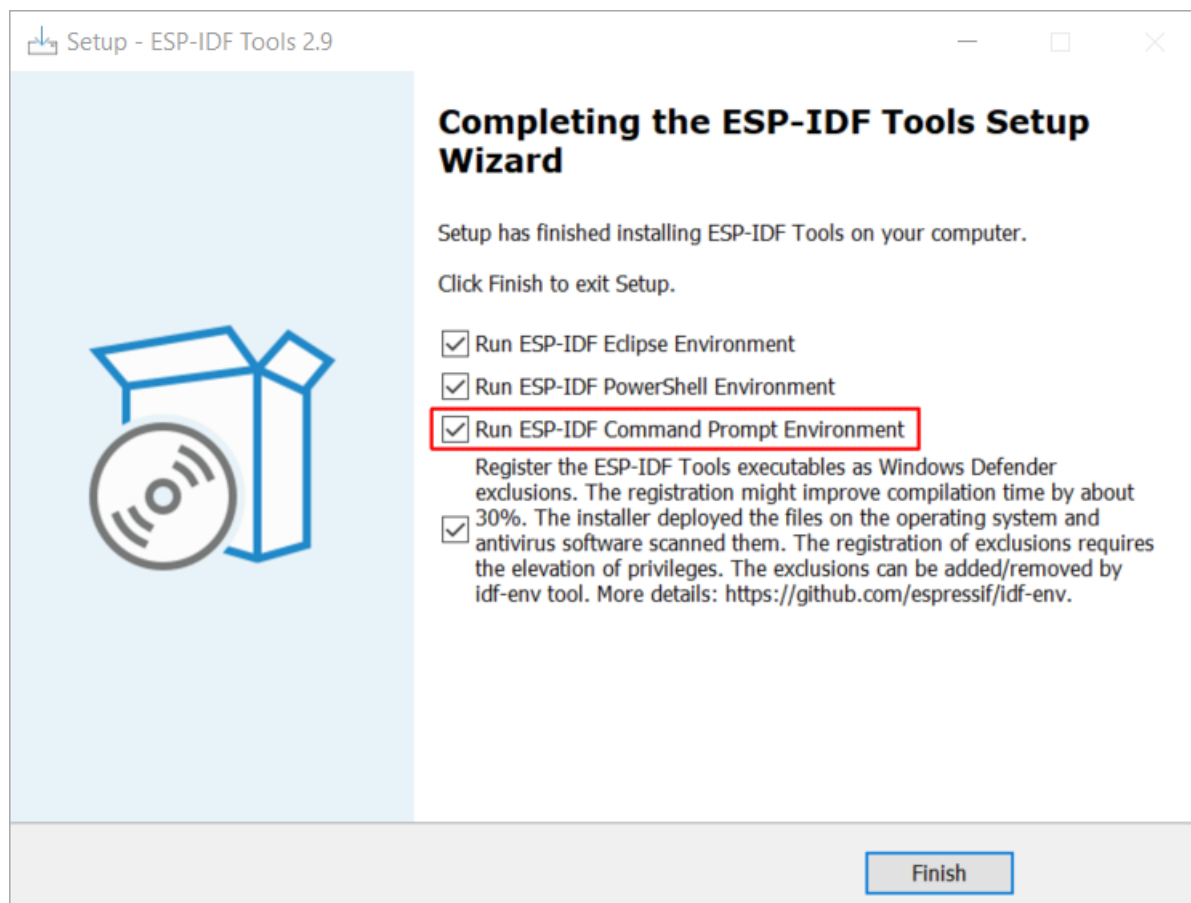 Setup - ESP-IDF Tools 2.9
Completing the ESP-IDF Tools Setup
Wizard
Setup has finished installing ESP-IDF Tools on your computer.
Click Finish to exit Setup.
Run ESP-IDF Eclipse Environment
Run ESP-IDF PowerShell Environment
Run ESP-IDF Command Prompt Environment
Register the ESP-IDF Tools executables as Windows Defender
exclusions. The registration might improve compilation time by about
30%. The installer deployed the files on the operating system and
antivirus software scanned them. The registration of exclusions requires
the elevation of privileges. The exclusions can be added/removed by
idf-env tool. More details: https://github.com/espressif/idf-env.
Finish